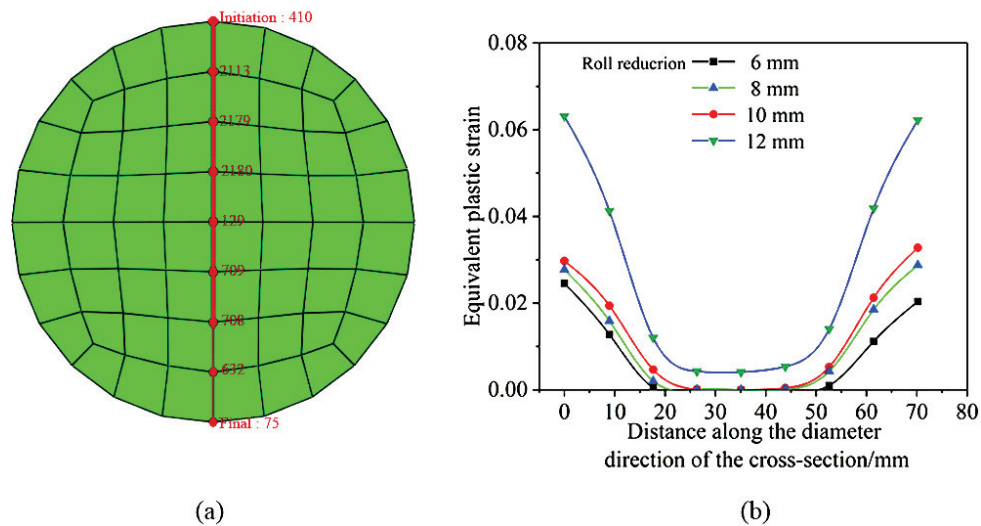 Initiation : 410
2113
2179
2180
129
709
708
632
Final : 75
(a)
0.08
0.06
0.04
0.02
0.00
Equivalent plastic strain
Roll reducrion
6 mm
8 mm
10 mm
12 mm
0 10 20 30 40 50 60 70 80
Distance along the diameter
direction of the cross-section/mm
(b)